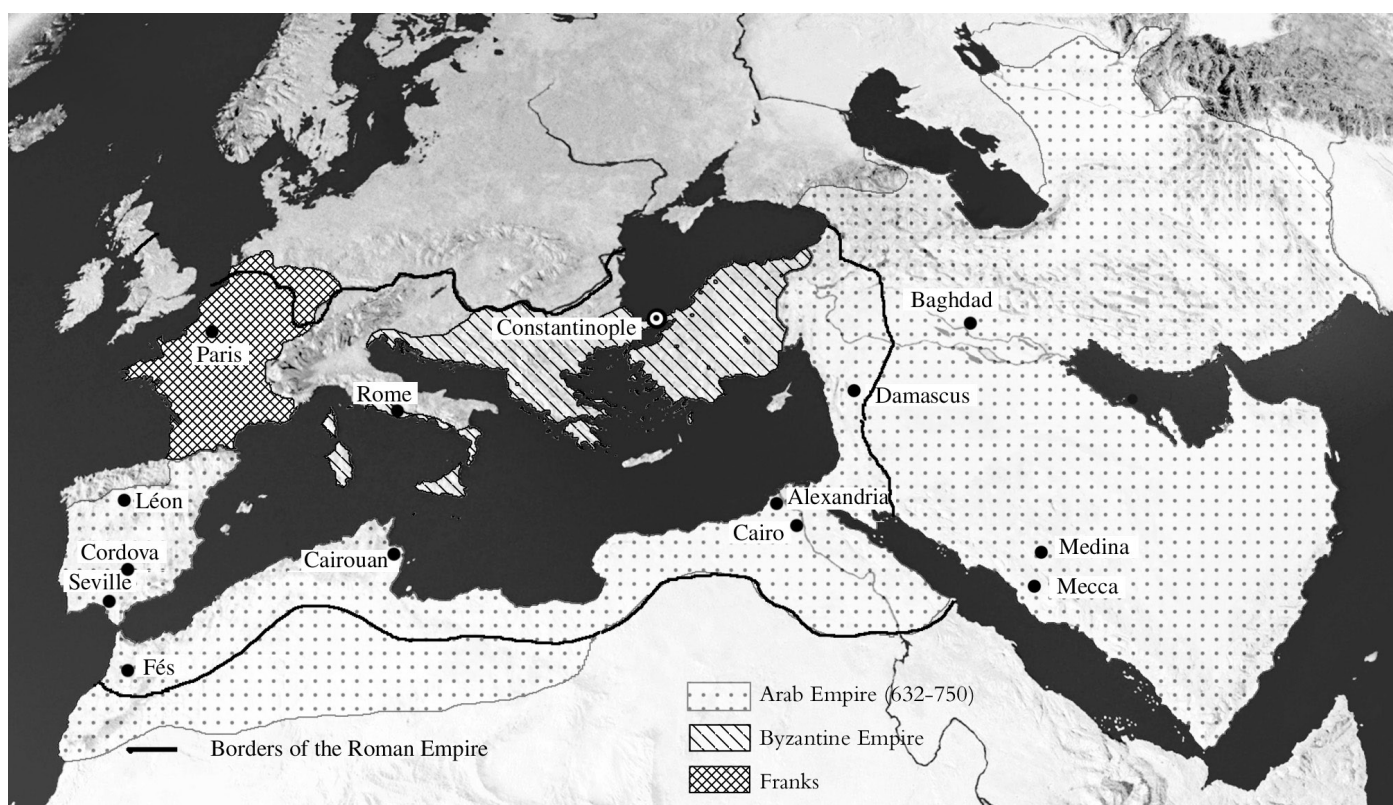 Baghdad
Constantinople
Paris
Rome
Damascus
Léon
Alexandria
Cairo
Cordova
Cairouan
Medina
Seville
Mecca
Fés
Arab Empire (632-750)
Byzantine Empire
Borders of the Roman Empire
Franks